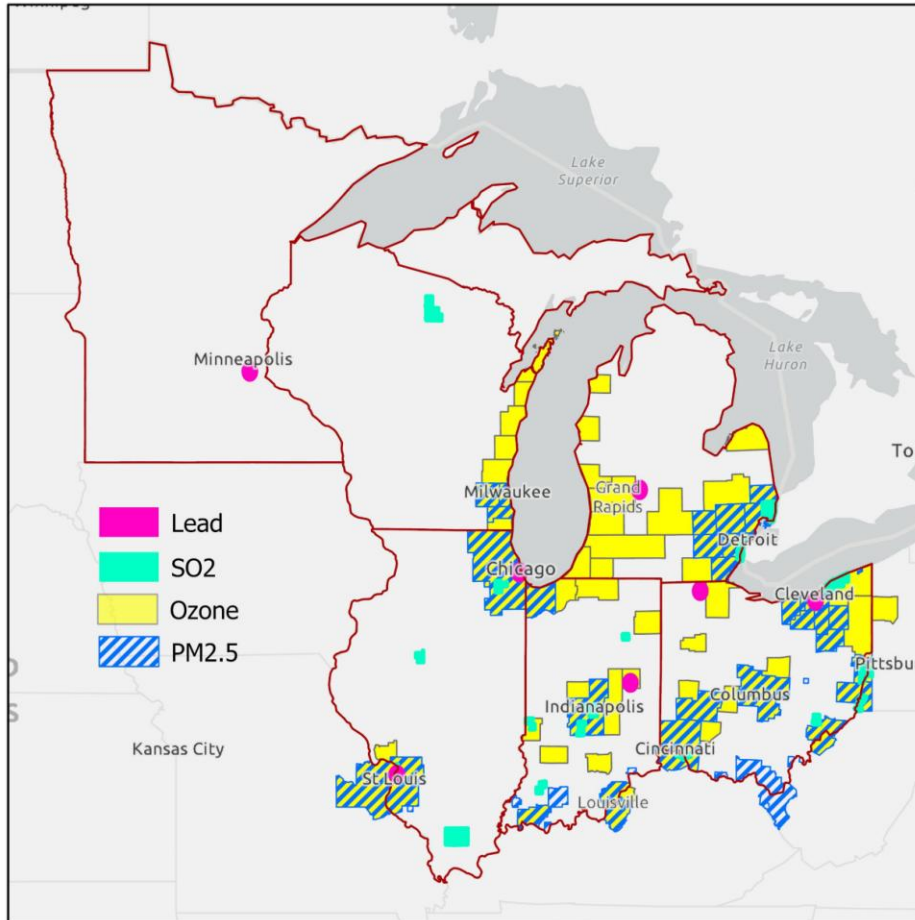 Winnipeg
Lake
Superior
Lake
Huron
Minneapolis
To
Milwaukee
Grand
Rapids
Detroit
Chicago
Cleveland
Lead
SO2
Ozone
PM2.5
Pittsbu
Columbus
Indianapolis
Kansas City
Cincinnati
St Louis
Louisville